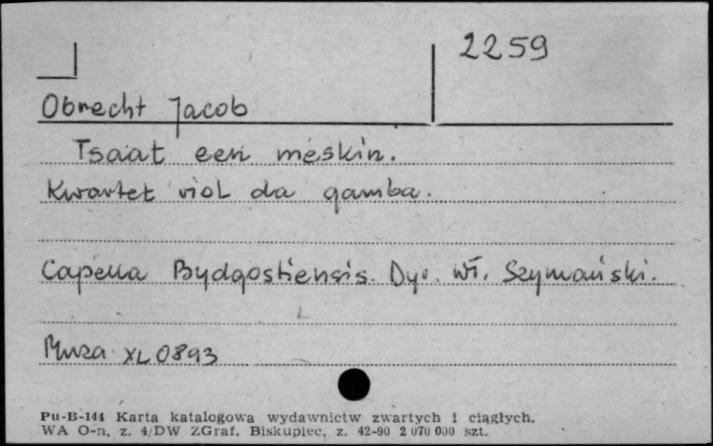 2259
Obrecht Jacob
Tsaat een meskin.
Kwartet viol da gamba.
Capella Bydgostiensis. Dyr. Wł. Szymański.
Muza XL 0893
Pu-B-144 Karta katalogowa wydawnictw zwartych i ciągłych.
WA O-n, z. 4/DW ZGraf. Biskupiec, z. 42-90 2 070 000 szt.